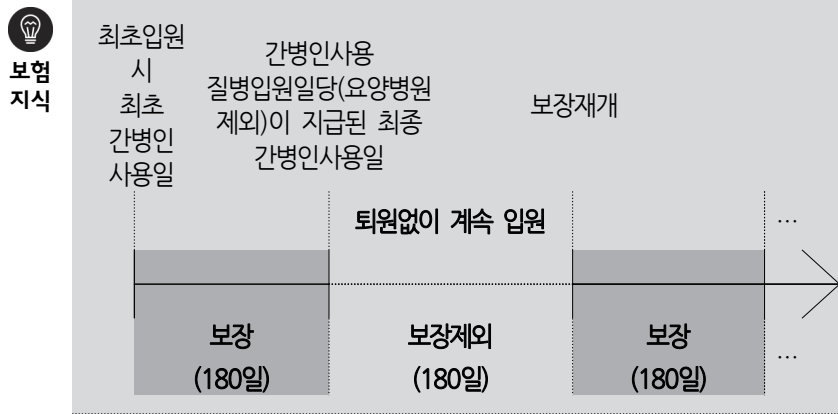 보험
지식
최초입원
시
최초
간병인
사용일
간병인사용
질병입원일당(요양병원
제외)이 지급된 최종
간병인사용일
보장재개
퇴원없이 계속 입원
…
보장
(180일)
보장제외
(180일)
보장
(180일)
…